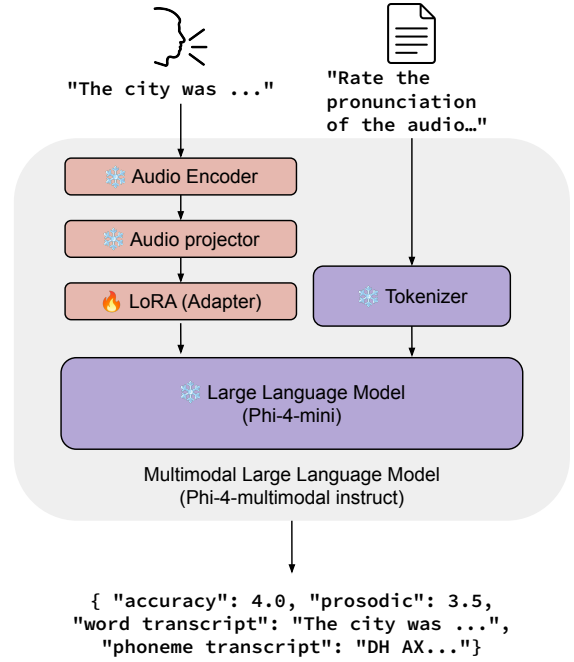 "The city was ..."
"Rate the
pronunciation
of the audio…"
Audio Encoder
Audio projector
LoRA (Adapter)
Tokenizer
Large Language Model
(Phi-4-mini)
Multimodal Large Language Model
(Phi-4-multimodal instruct)
{ "accuracy": 4.0, "prosodic": 3.5,
"word transcript": "The city was ...",
"phoneme transcript": "DH AX..."}